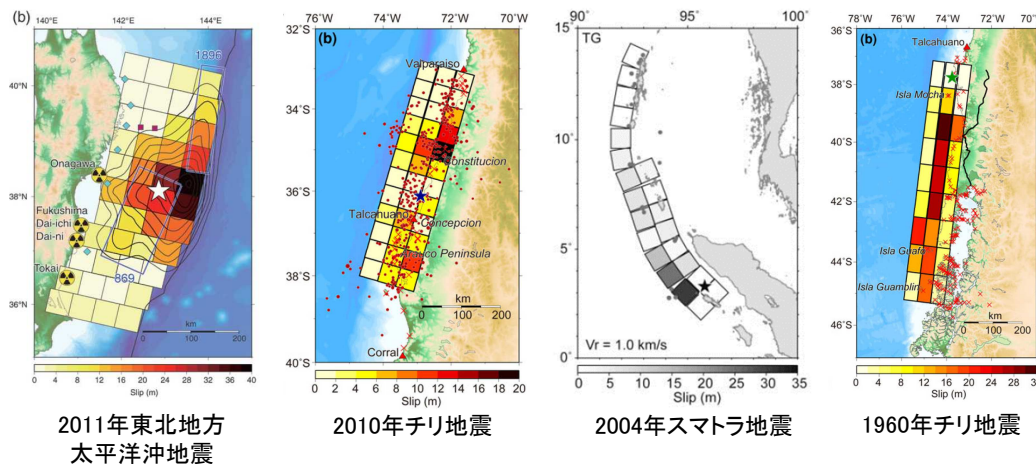 (b)
140°E
142°E
144°E
1896
40°N
Onagawa
38°N
Fukushima
Dai-ichi
Dai-ni
Tokai
869
36°N
km
0 100 200
0 4 8 12 16 20 24 28 32 36 40
Slip (m)
2011年東北地方
太平洋沖地震
76°W 74°W 72°W 70°W
32°S
(b)
Valparaiso
34°S
Constitucion
36°S
Talcahuano
Concepcion
Arauco Peninsula
38°S
km
0 100 200
Corral
40°S
0 2 4 6 8 10 12 14 16 18 20
Slip (m)
2010年チリ地震
90° 95° 100°
15°
TG
10°
5°
0°
Vr = 1.0 km/s
0 5 10 15 20 25 30 35
Slip (m)
2004年スマトラ地震
78°W 76°W 74°W 72°W
36°S
(b)
Talcahuano
38°S
Isla Mocha
40°S
42°S
Isla Guafo
44°S
Isla Guamblin
km
0 100 200
46°S
0 4 8 12 16 20 24 28 32 36
Slip (m)
1960年チリ地震